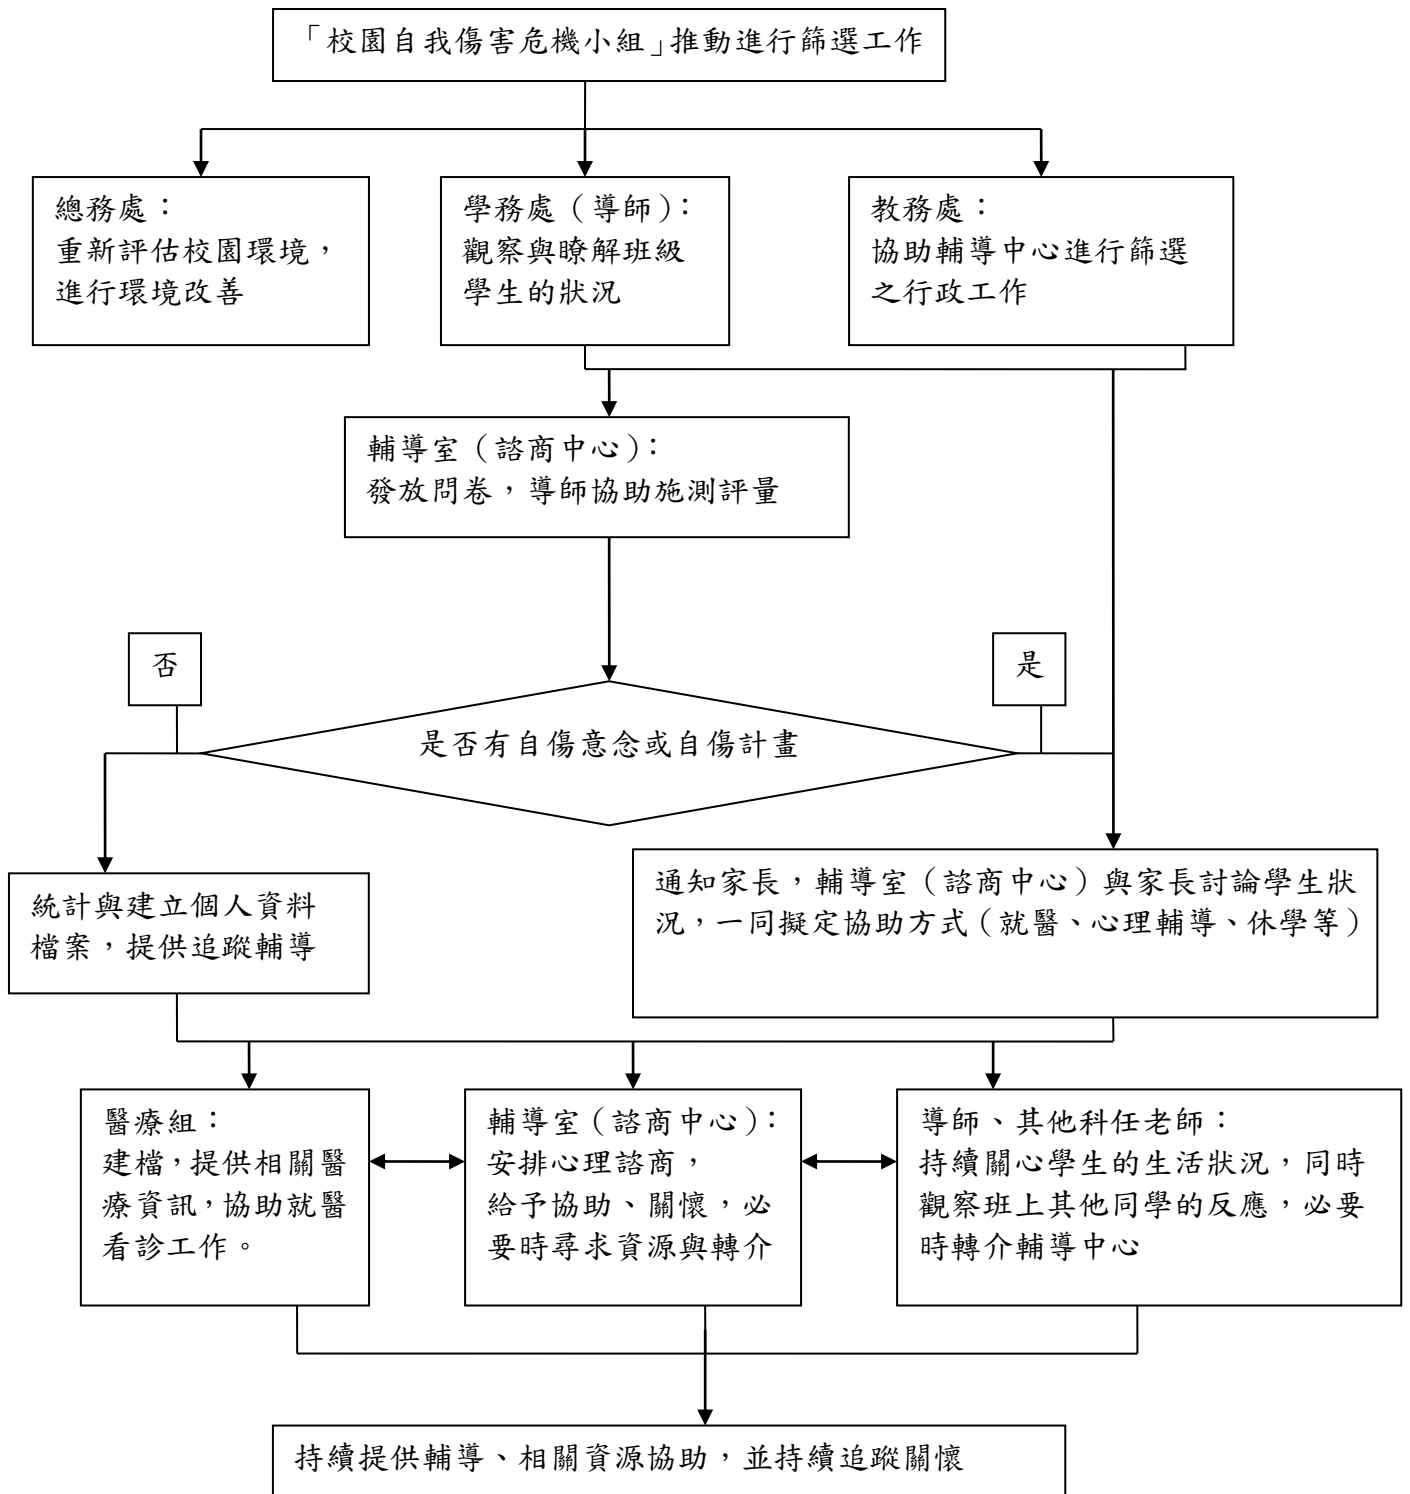 「校園自我傷害危機小組」推動進行篩選工作
總務處：
重新評估校園環境，
進行環境改善
學務處（導師）：
觀察與瞭解班級
學生的狀況
教務處：
協助輔導中心進行篩選
之行政工作
輔導室（諮商中心）：
發放問卷，導師協助施測評量
否
是
是否有自傷意念或自傷計畫
統計與建立個人資料
檔案，提供追蹤輔導
通知家長，輔導室（諮商中心）與家長討論學生狀
況，一同擬定協助方式（就醫、心理輔導、休學等）
醫療組：
建檔，提供相關醫
療資訊，協助就醫
看診工作。
輔導室（諮商中心）：
安排心理諮商，
給予協助、關懷，必
要時尋求資源與轉介
導師、其他科任老師：
持續關心學生的生活狀況，同時
觀察班上其他同學的反應，必要
時轉介輔導中心
持續提供輔導、相關資源協助，並持續追蹤關懷